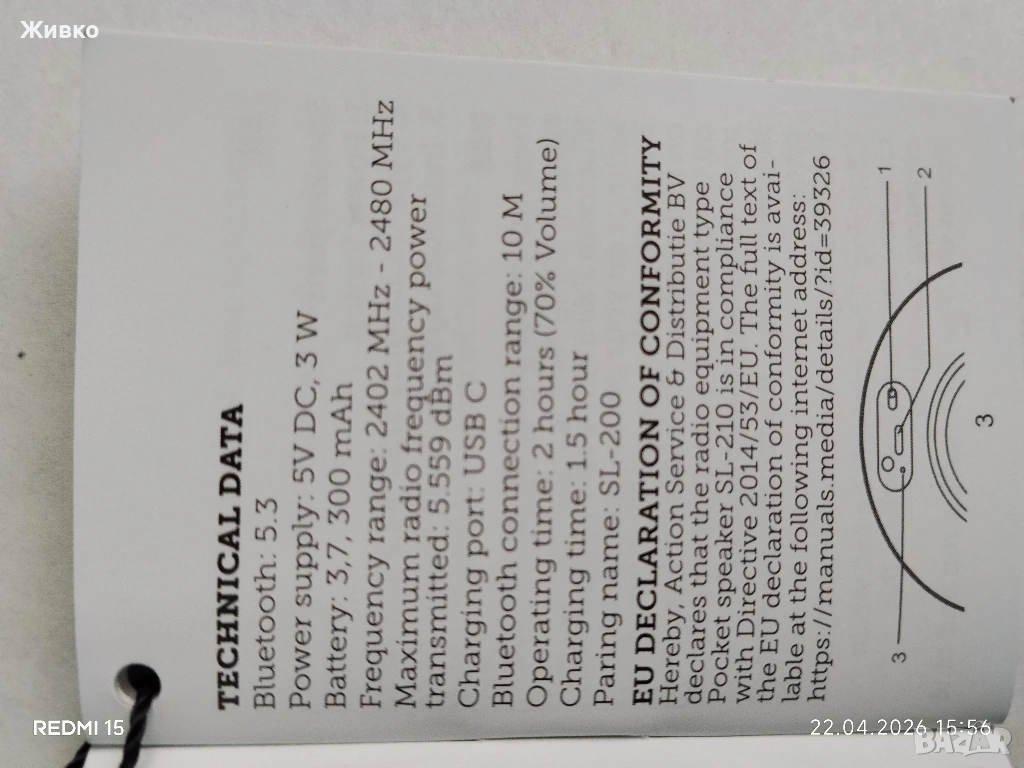 Живко
TECHNICAL DATA
Bluetooth: 5.3
Power supply: 5V DC, 3 W
Battery: 3,7, 300 mAh
Frequency range: 2402 MHz - 2480 MHz
Maximum radio frequency power
transmitted: 5.559 dBm
Charging port: USB C
Bluetooth connection range: 10 M
Operating time: 2 hours (70% Volume)
Charging time: 1.5 hour
Paring name: SL-200
EU DECLARATION OF CONFORMITY
Hereby, Action Service & Distributie BV
declares that the radio equipment type
Pocket speaker SL-210 is in compliance
with Directive 2014/53/EU. The full text of
the EU declaration of conformity is avai-
lable at the following internet address:
https://manuals.media/details/?id=39326
1
2
3
3
REDMI 15
22.04.2026 15:56
BAZAR